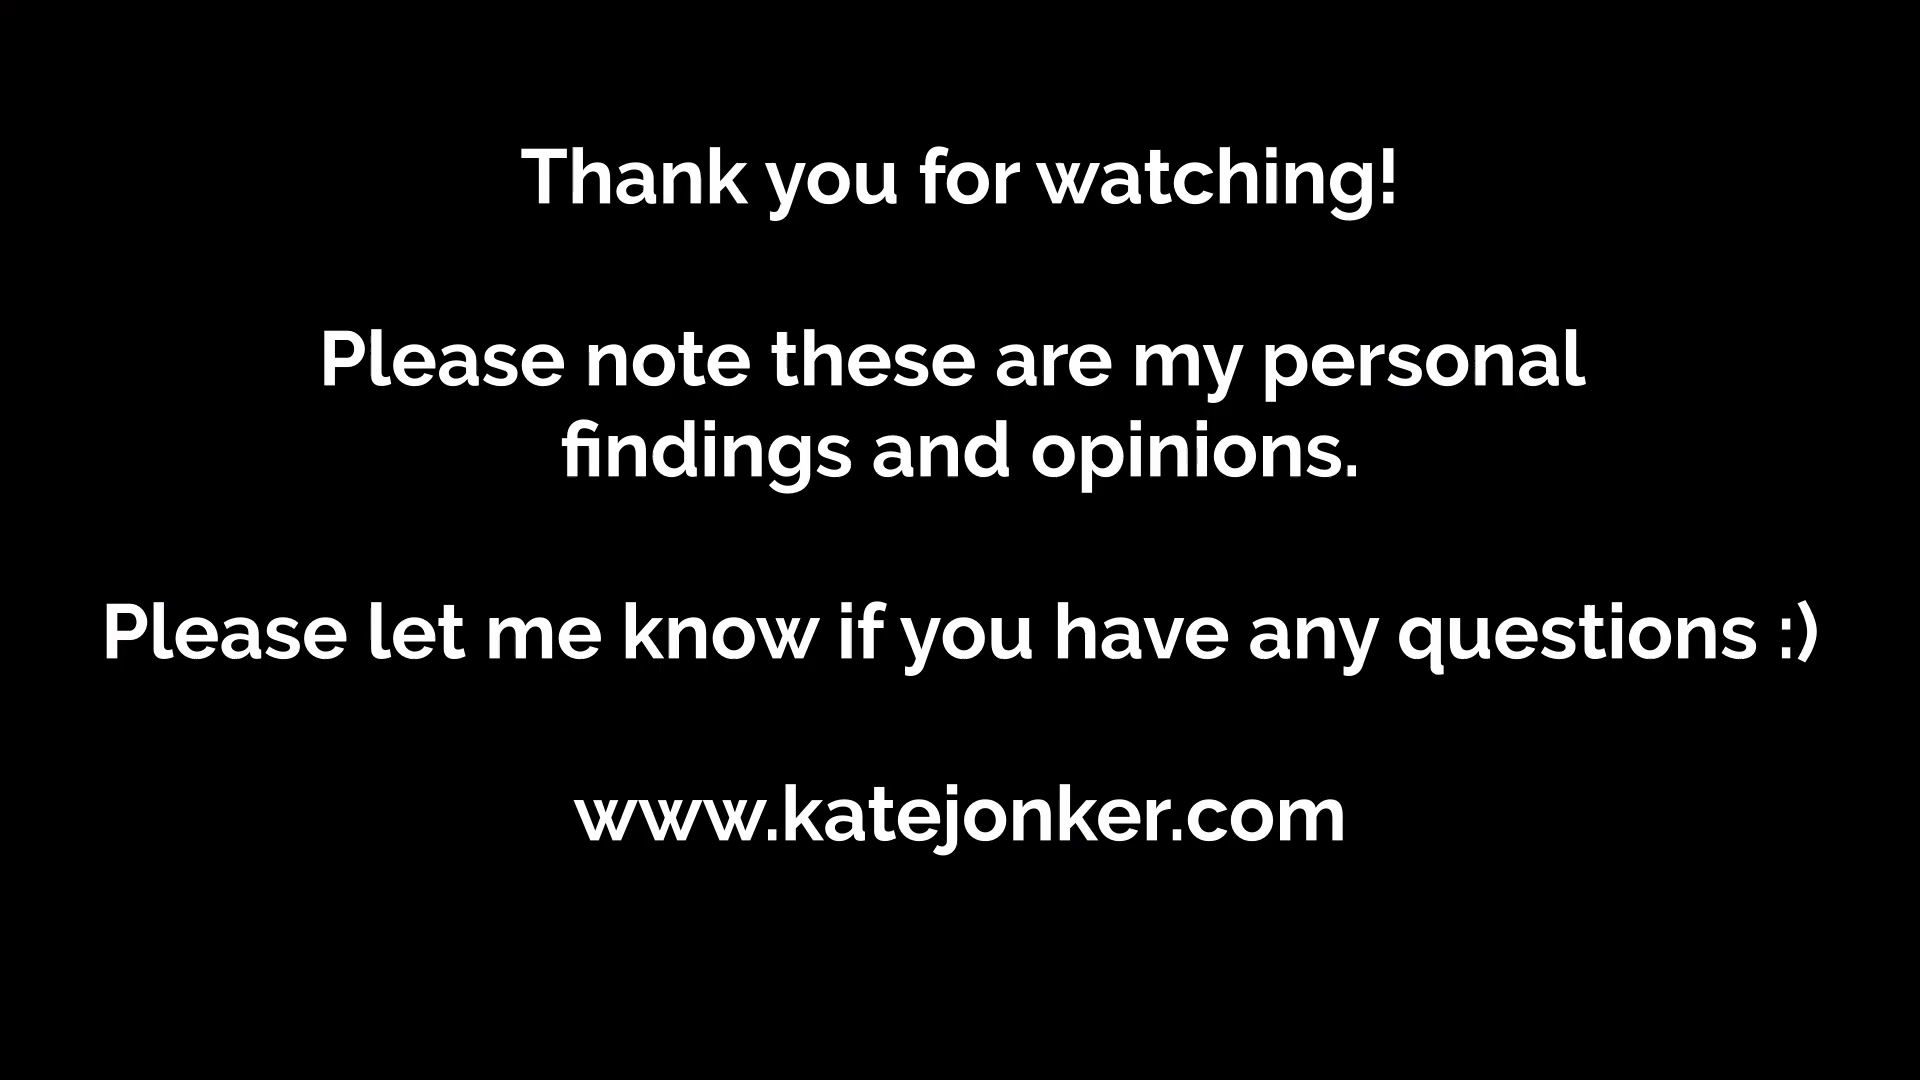 Thank you for watching!
Please note these are my personal
findings and opinions.
Please let me know if you have any questions :)
www.katejonker.com